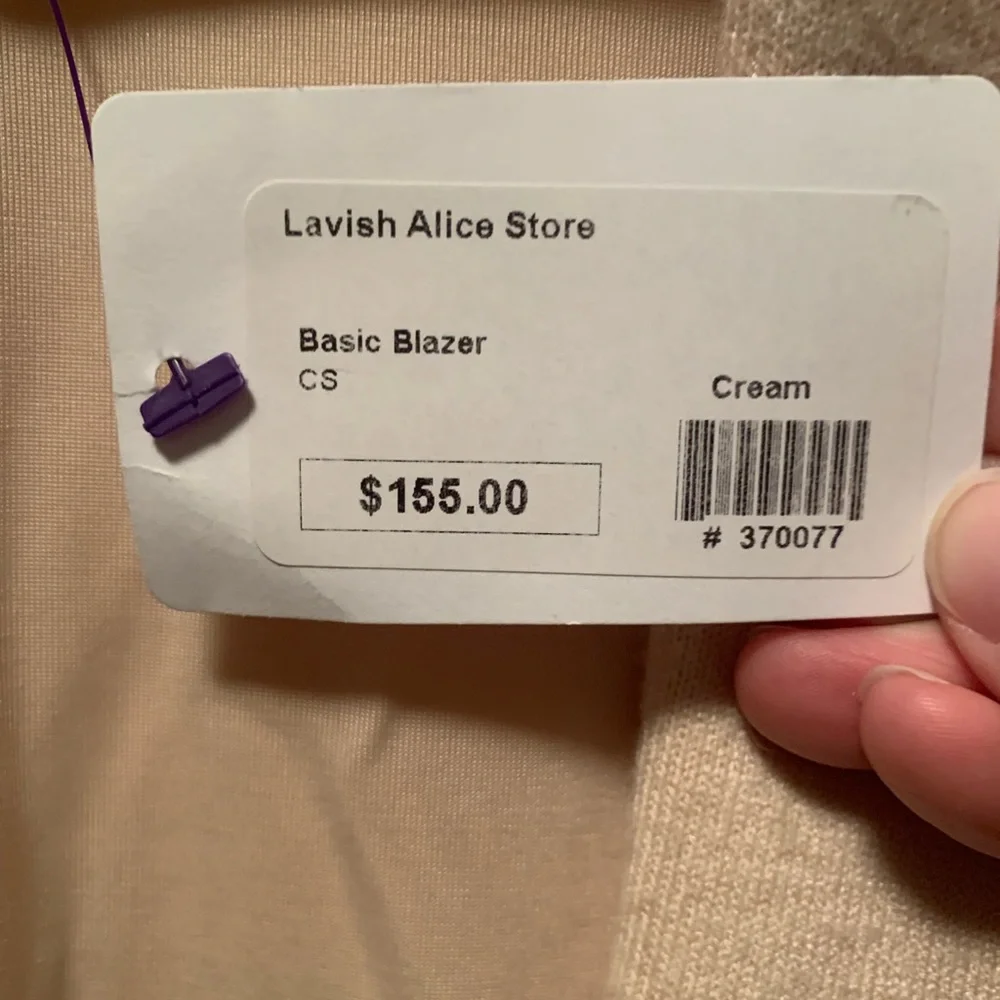 Lavish Alice Store
Basic Blazer
CS
Cream
$155.00
# 370077